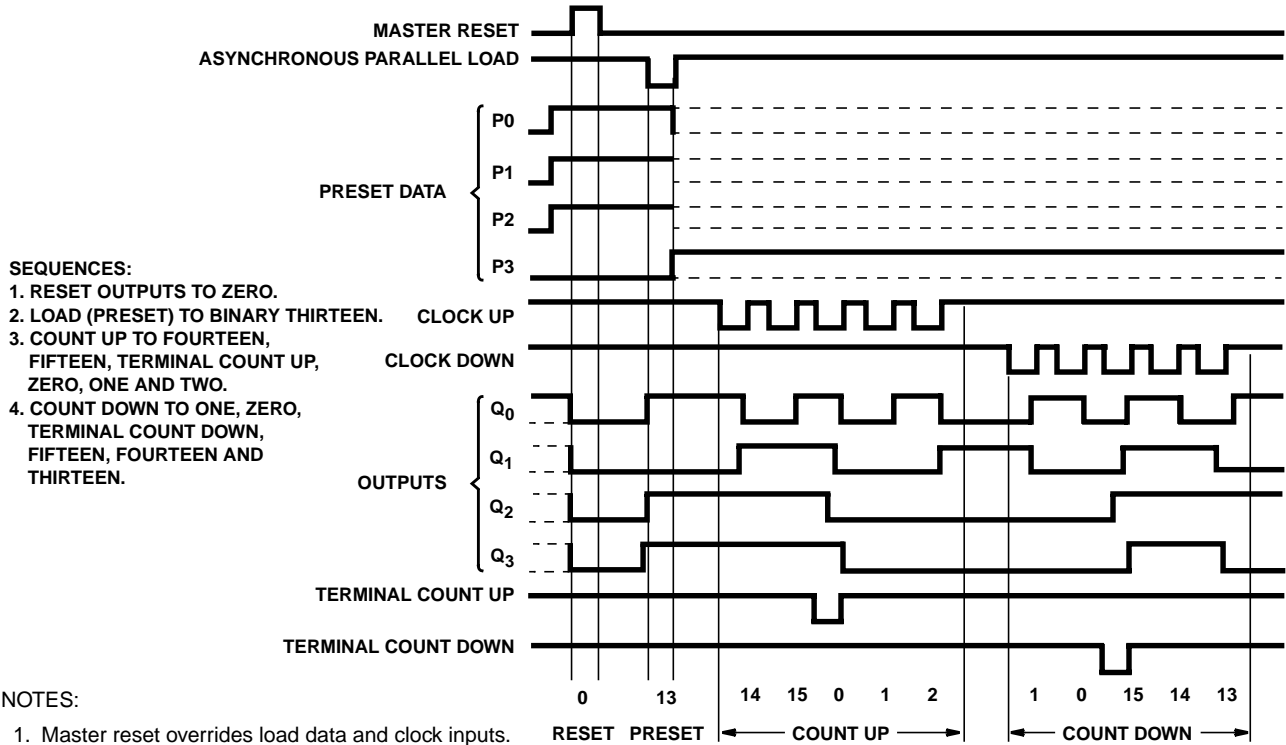 MASTER RESET
ASYNCHRONOUS PARALLEL LOAD
P0
P1
PRESET DATA
P2
P3
SEQUENCES:
1. RESET OUTPUTS TO ZERO.
2. LOAD (PRESET) TO BINARY THIRTEEN.
3. COUNT UP TO FOURTEEN,
FIFTEEN, TERMINAL COUNT UP,
ZERO, ONE AND TWO.
4. COUNT DOWN TO ONE, ZERO,
TERMINAL COUNT DOWN,
FIFTEEN, FOURTEEN AND
THIRTEEN.
CLOCK UP
CLOCK DOWN
Q0
Q1
OUTPUTS
Q2
Q3
TERMINAL COUNT UP
TERMINAL COUNT DOWN
0 13 14 15 0 1 2 1 0 15 14 13
RESET PRESET COUNT UP COUNT DOWN
NOTES:
1. Master reset overrides load data and clock inputs.